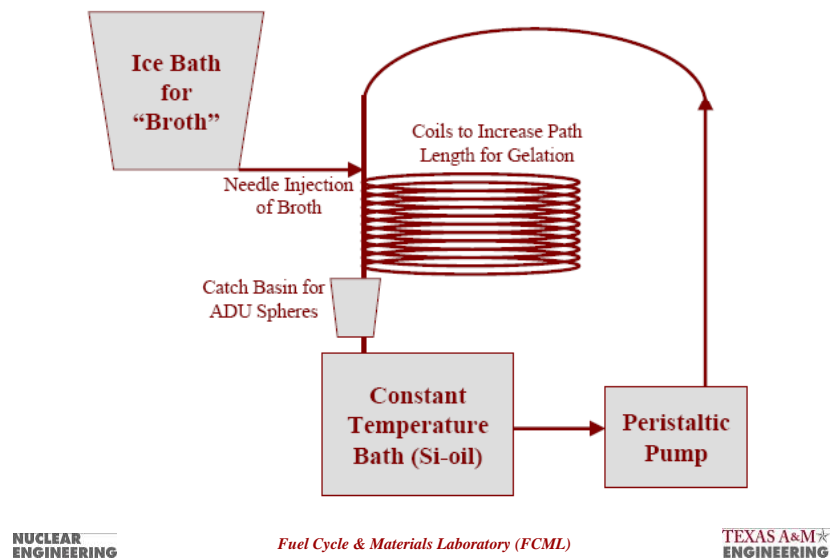 Ice Bath
for
“Broth”
Coils to Increase Path
Length for Gelation
Needle Injection
of Broth
Catch Basin for
ADU Spheres
Constant
Temperature
Bath (Si-oil)
Peristaltic
Pump
NUCLEAR
ENGINEERING
Fuel Cycle & Materials Laboratory (FCML)
TEXAS A&M
ENGINEERING